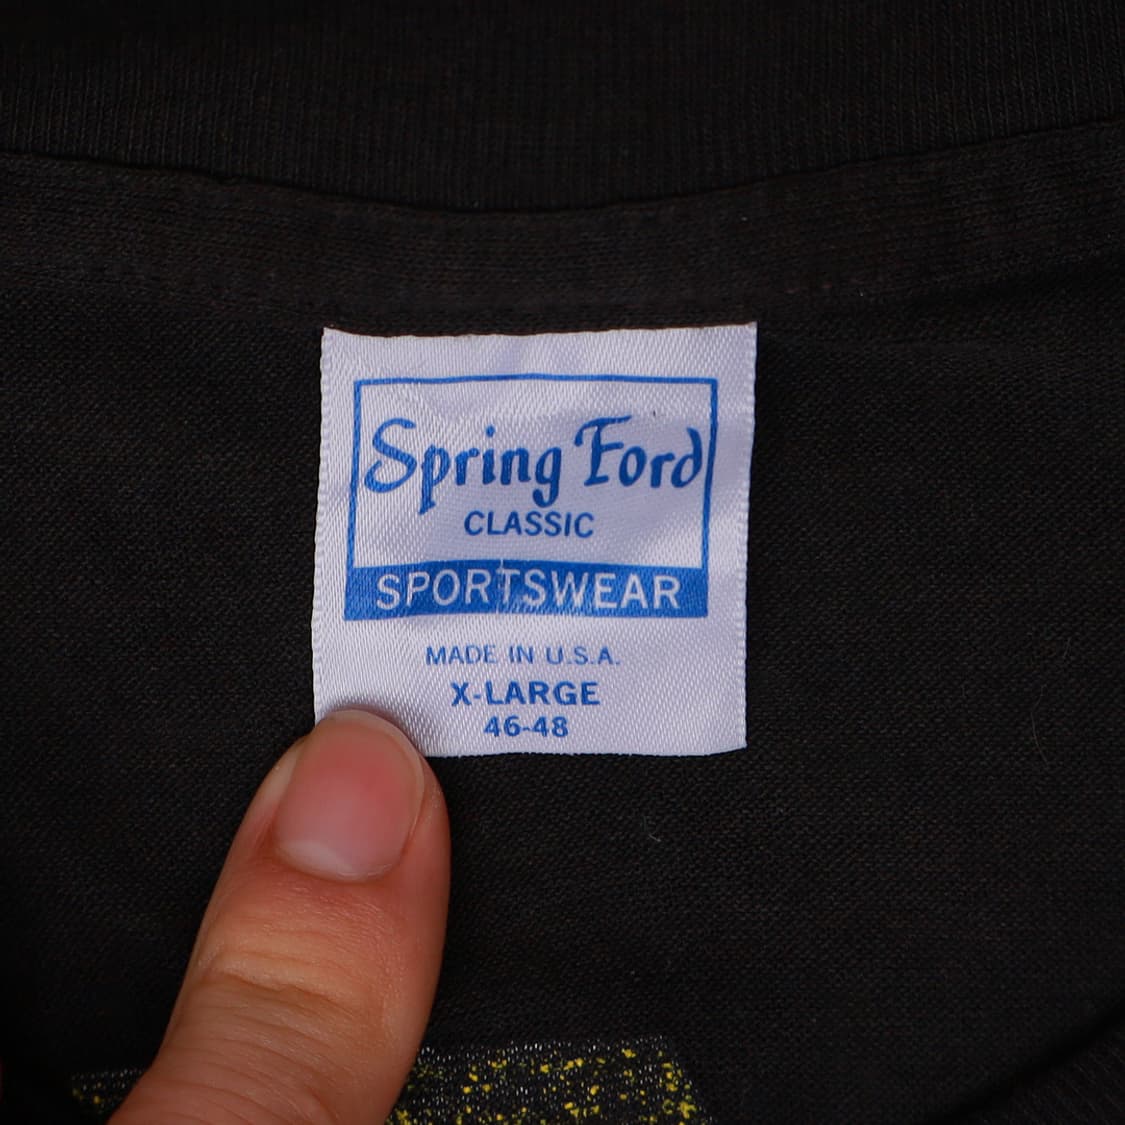 Spring Ford
CLASSIC
SPORTSWEAR
MADE IN U.S.A.
X-LARGE
46-48